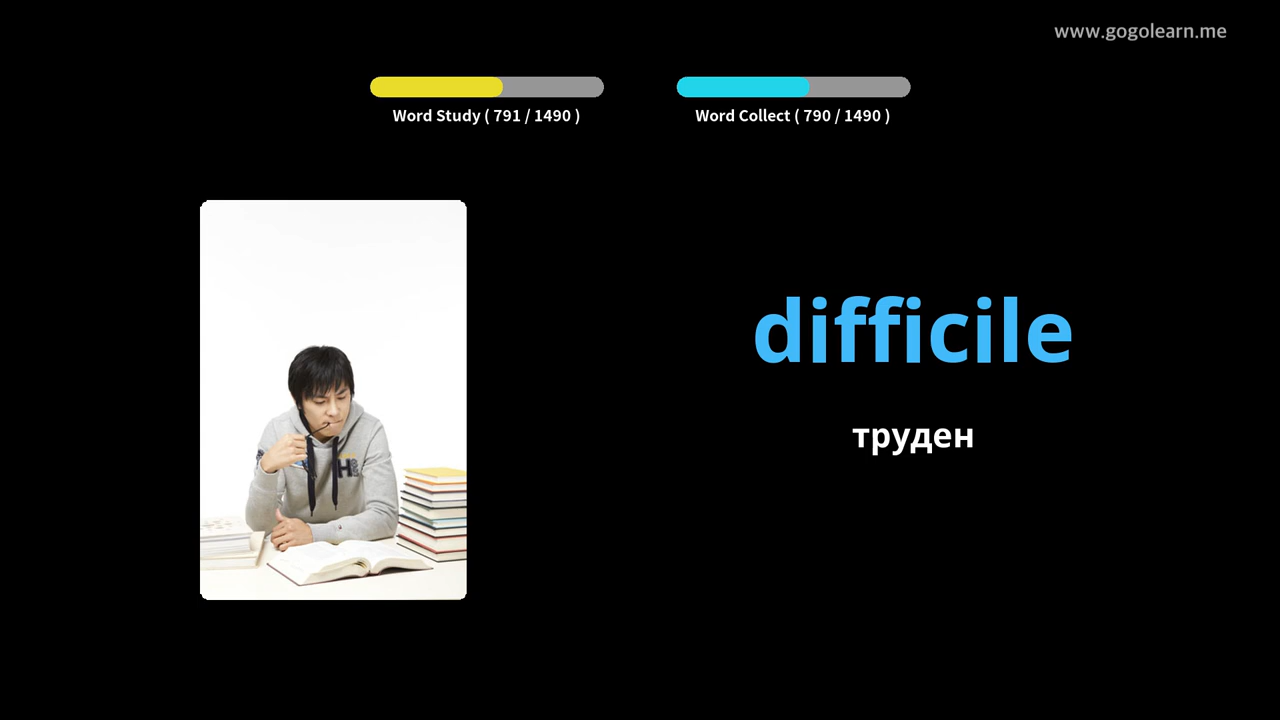 www.gogolearn.me
Word Study ( 791 / 1490 )
Word Collect ( 790 / 1490 )
difficile
труден
H